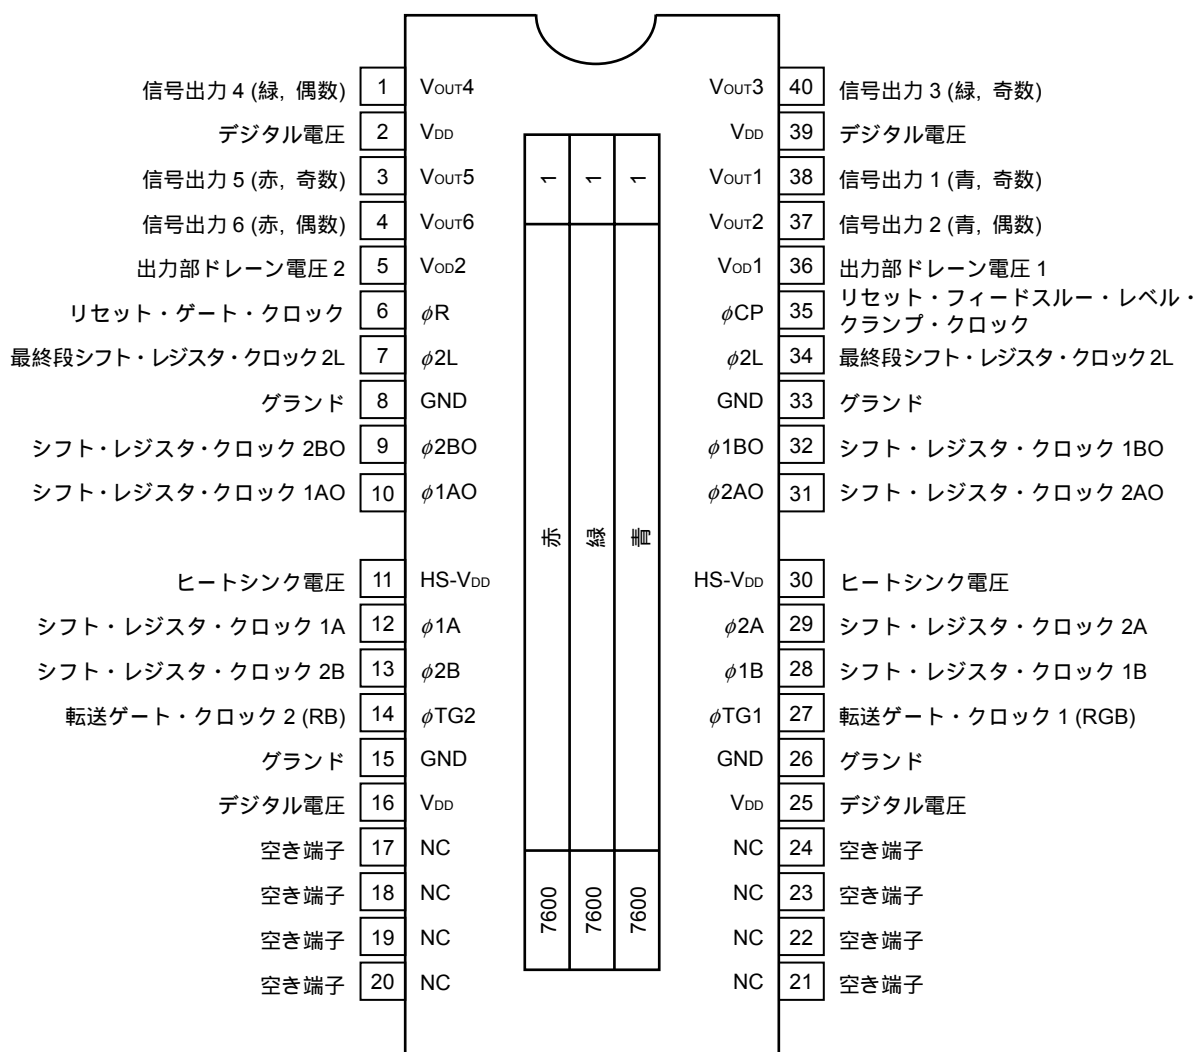 信号出力 4 (緑, 偶数) 1 VOUT4 VOUT3 40 信号出力 3 (緑, 奇数)
デジタル電圧 2 VDD VDD 39 デジタル電圧
信号出力 5 (赤, 奇数) 3 VOUT5 1 1 1 VOUT1 38 信号出力 1 (青, 奇数)
信号出力 6 (赤, 偶数) 4 VOUT6 VOUT2 37 信号出力 2 (青, 偶数)
出力部ドレーン電圧 2 5 VOD2 VOD1 36 出力部ドレーン電圧 1
リセット・ゲート・クロック 6 φR φCP 35 リセット・フィードスルー・レベル・
クランプ・クロック
最終段シフト・レジスタ・クロック 2L 7 φ2L φ2L 34 最終段シフト・レジスタ・クロック 2L
グランド 8 GND GND 33 グランド
シフト・レジスタ・クロック 2BO 9 φ2BO φ1BO 32 シフト・レジスタ・クロック 1BO
シフト・レジスタ・クロック 1AO 10 φ1AO φ2AO 31 シフト・レジスタ・クロック 2AO
赤 緑 青
ヒートシンク電圧 11 HS-VDD HS-VDD 30 ヒートシンク電圧
シフト・レジスタ・クロック 1A 12 φ1A φ2A 29 シフト・レジスタ・クロック 2A
シフト・レジスタ・クロック 2B 13 φ2B φ1B 28 シフト・レジスタ・クロック 1B
転送ゲート・クロック 2 (RB) 14 φTG2 φTG1 27 転送ゲート・クロック 1 (RGB)
グランド 15 GND GND 26 グランド
デジタル電圧 16 VDD VDD 25 デジタル電圧
空き端子 17 NC NC 24 空き端子
空き端子 18 NC 7600 7600 7600 NC 23 空き端子
空き端子 19 NC NC 22 空き端子
空き端子 20 NC NC 21 空き端子